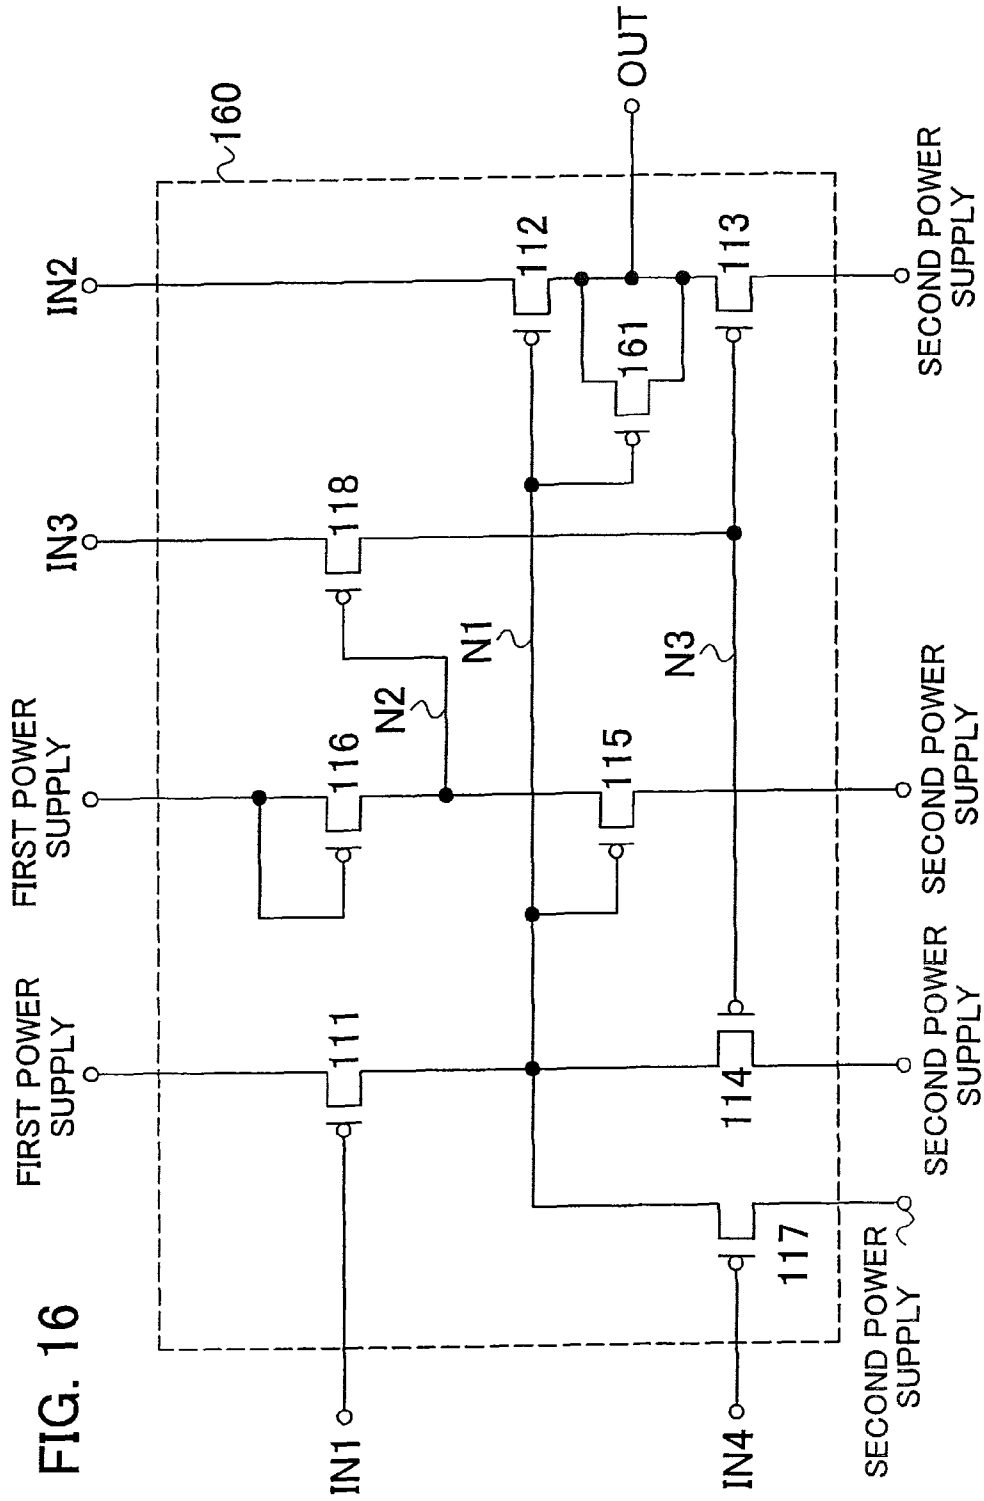 FIG. 16
FIRST POWER
SUPPLY
FIRST POWER
SUPPLY
IN3
IN2
160
IN1
111
116
118
N2
N1
112
OUT
161
115
N3
113
114
IN4
117
SECOND POWER
SUPPLY
SECOND POWER
SUPPLY
SECOND POWER
SUPPLY
SECOND POWER
SUPPLY